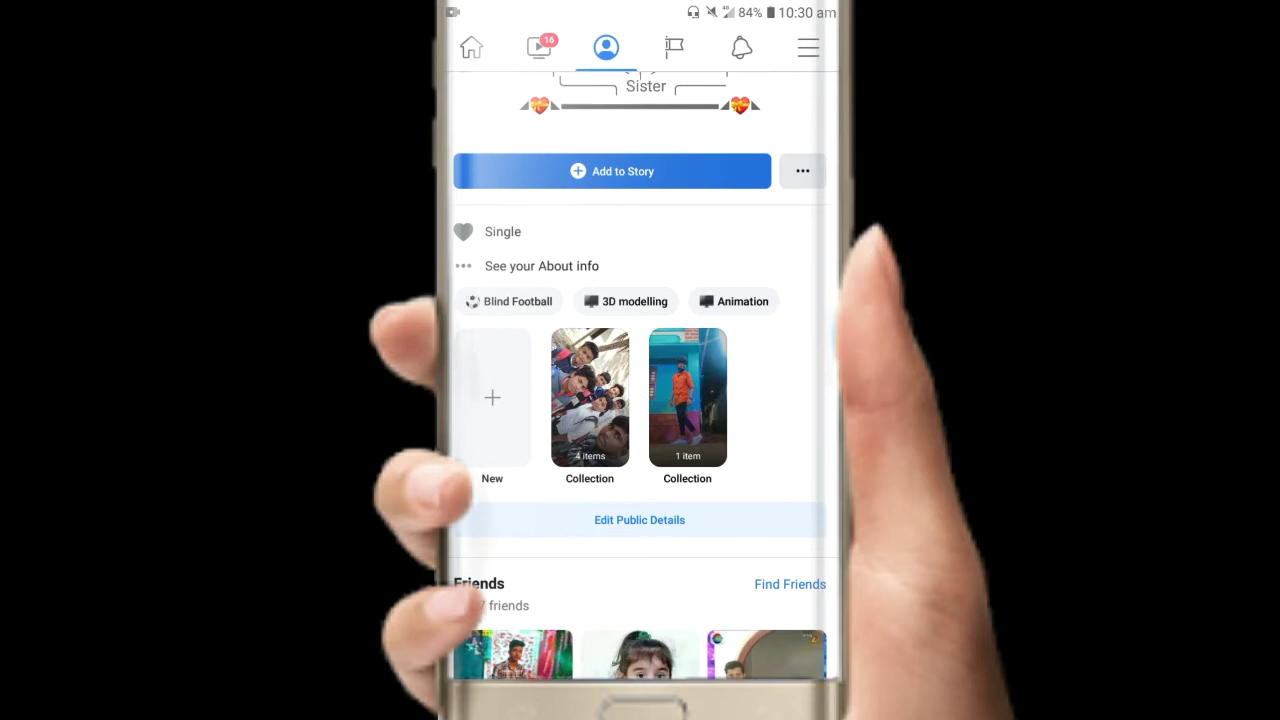 84% 10:30 am
16
Sister
Add to Story
Single
See your About info
Blind Football 3D modelling Animation
4 items 1 item
New Collection Collection
Edit Public Details
Friends Find Friends
friends